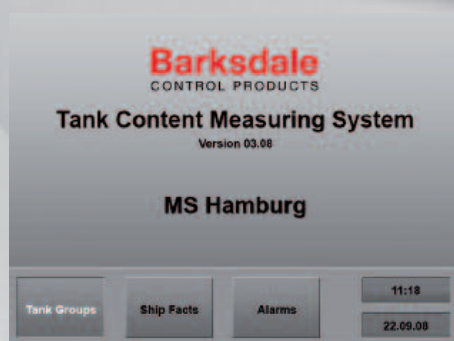 Barksdale
CONTROL PRODUCTS
Tank Content Measuring System
Version 03.08
MS Hamburg
Tank Groups
Ship Facts
Alarms
11:18
22.09.08